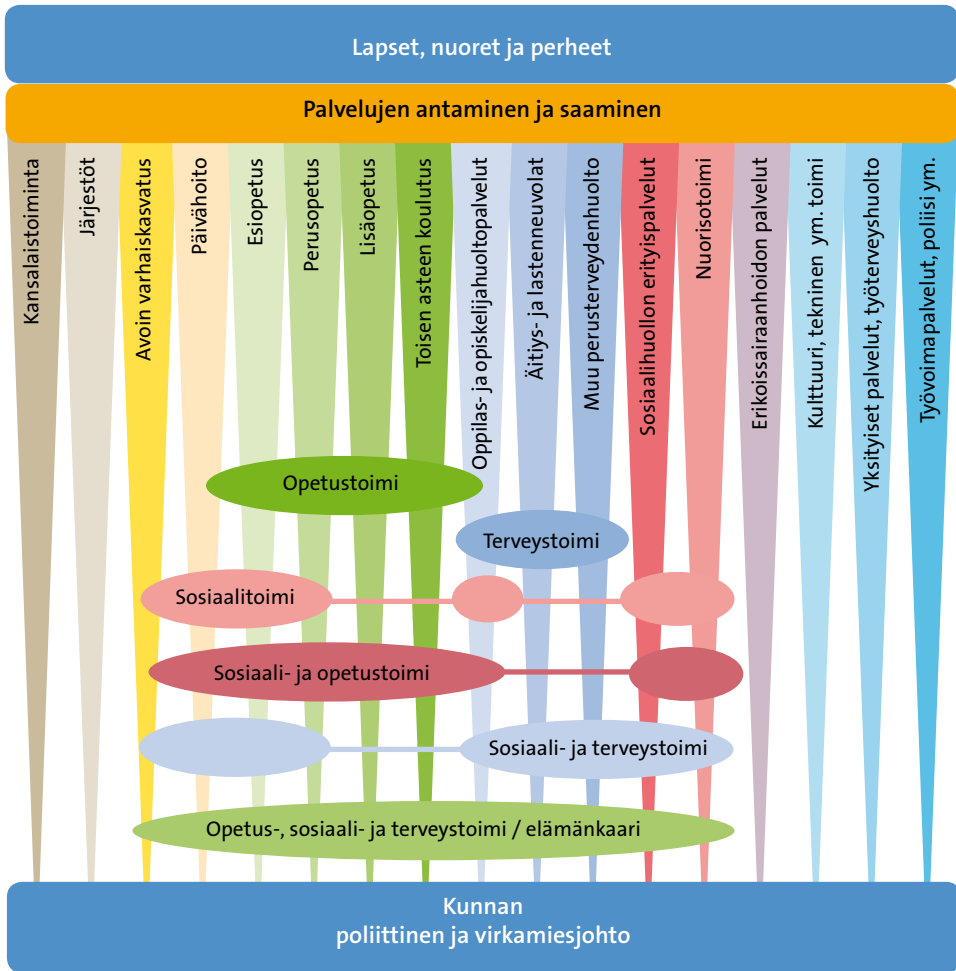 Lapset, nuoret ja perheet
Palvelujen antaminen ja saaminen
Kansalaistoiminta
Järjestöt
Avoin varhaiskasvatus
Päivähoito
Esiopetus
Perusopetus
Lisäopetus
Toisen asteen koulutus
Oppilas- ja opiskelijahuoltopalvelut
Äitiys- ja lastenneuvolat
Muu perusterveydenhuolto
Sosiaalihuollon erityispalvelut
Nuorisotoimi
Erikoissairaanhoidon palvelut
Kulttuuri, tekninen ym. toimi
Yksityiset palvelut, työterveyshuolto
Työvoimapalvelut, poliisi ym.
Opetustoimi
Terveystoimi
Sosiaalitoimi
Sosiaali- ja opetustoimi
Sosiaali- ja terveystoimi
Opetus-, sosiaali- ja terveystoimi / elämänkaari
Kunnan
poliittinen ja virkamiesjohto